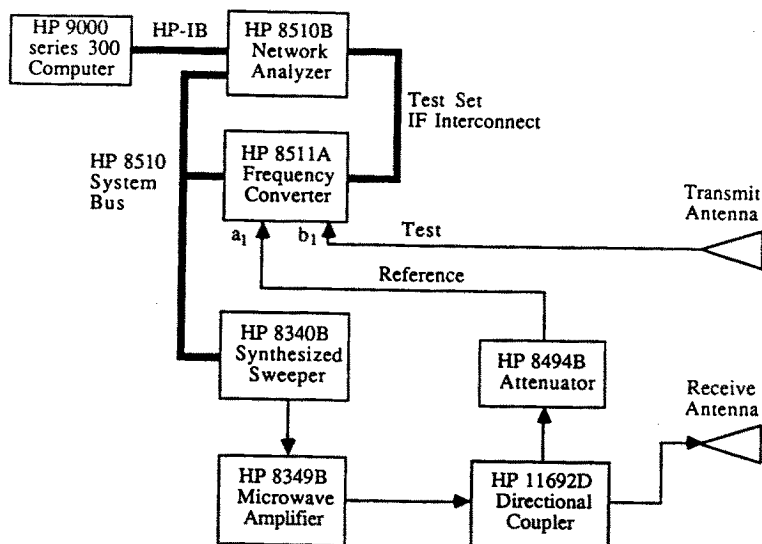 HP 9000
series 300
Computer
HP-IB
HP 8510B
Network
Analyzer
Test Set
IF Interconnect
HP 8510
System
Bus
HP 8511A
Frequency
Converter
a1
b1
Test
Transmit
Antenna
Reference
HP 8340B
Synthesized
Sweeper
HP 8494B
Attenuator
Receive
Antenna
HP 8349B
Microwave
Amplifier
HP 11692D
Directional
Coupler